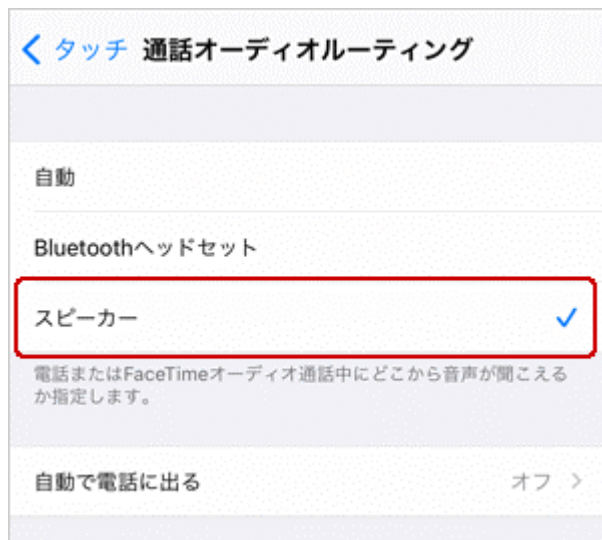 タッチ 通話オーディオルーティング
自動
Bluetoothヘッドセット
スピーカー
電話またはFaceTimeオーディオ通話中にどこから音声が聞こえる
か指定します。
自動で電話に出る オフ